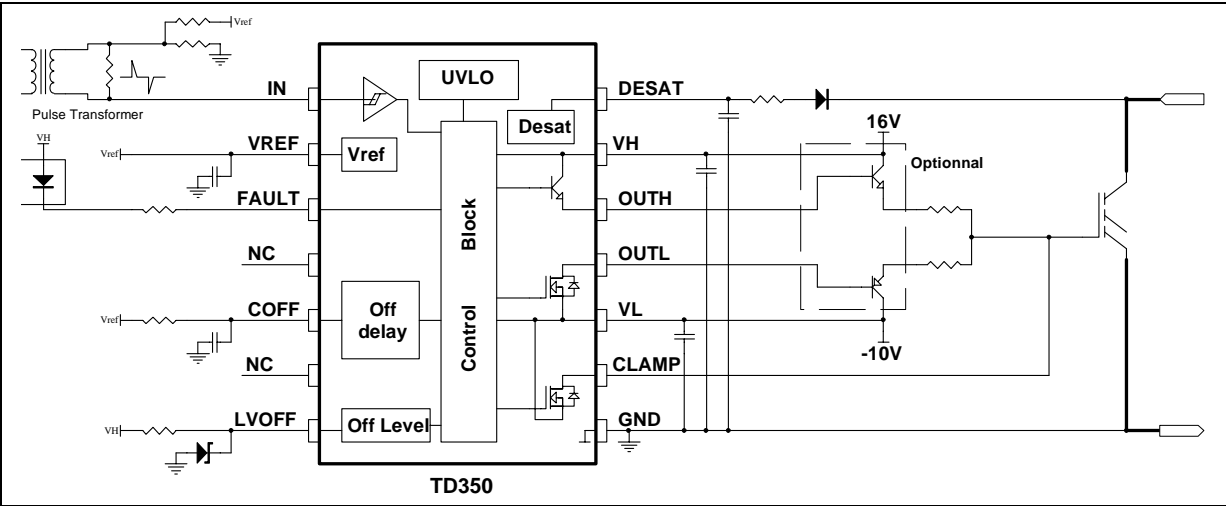 Vref
Pulse Transformer
IN
UVLO
DESAT
Desat
16V
VH
Vref
VREF
Vref
VH
Optionnal
FAULT
OUTH
NC
OUTL
Control Block
Vref
COFF
Off
delay
VL
-10V
NC
CLAMP
VH
LVOFF
Off Level
GND
TD350